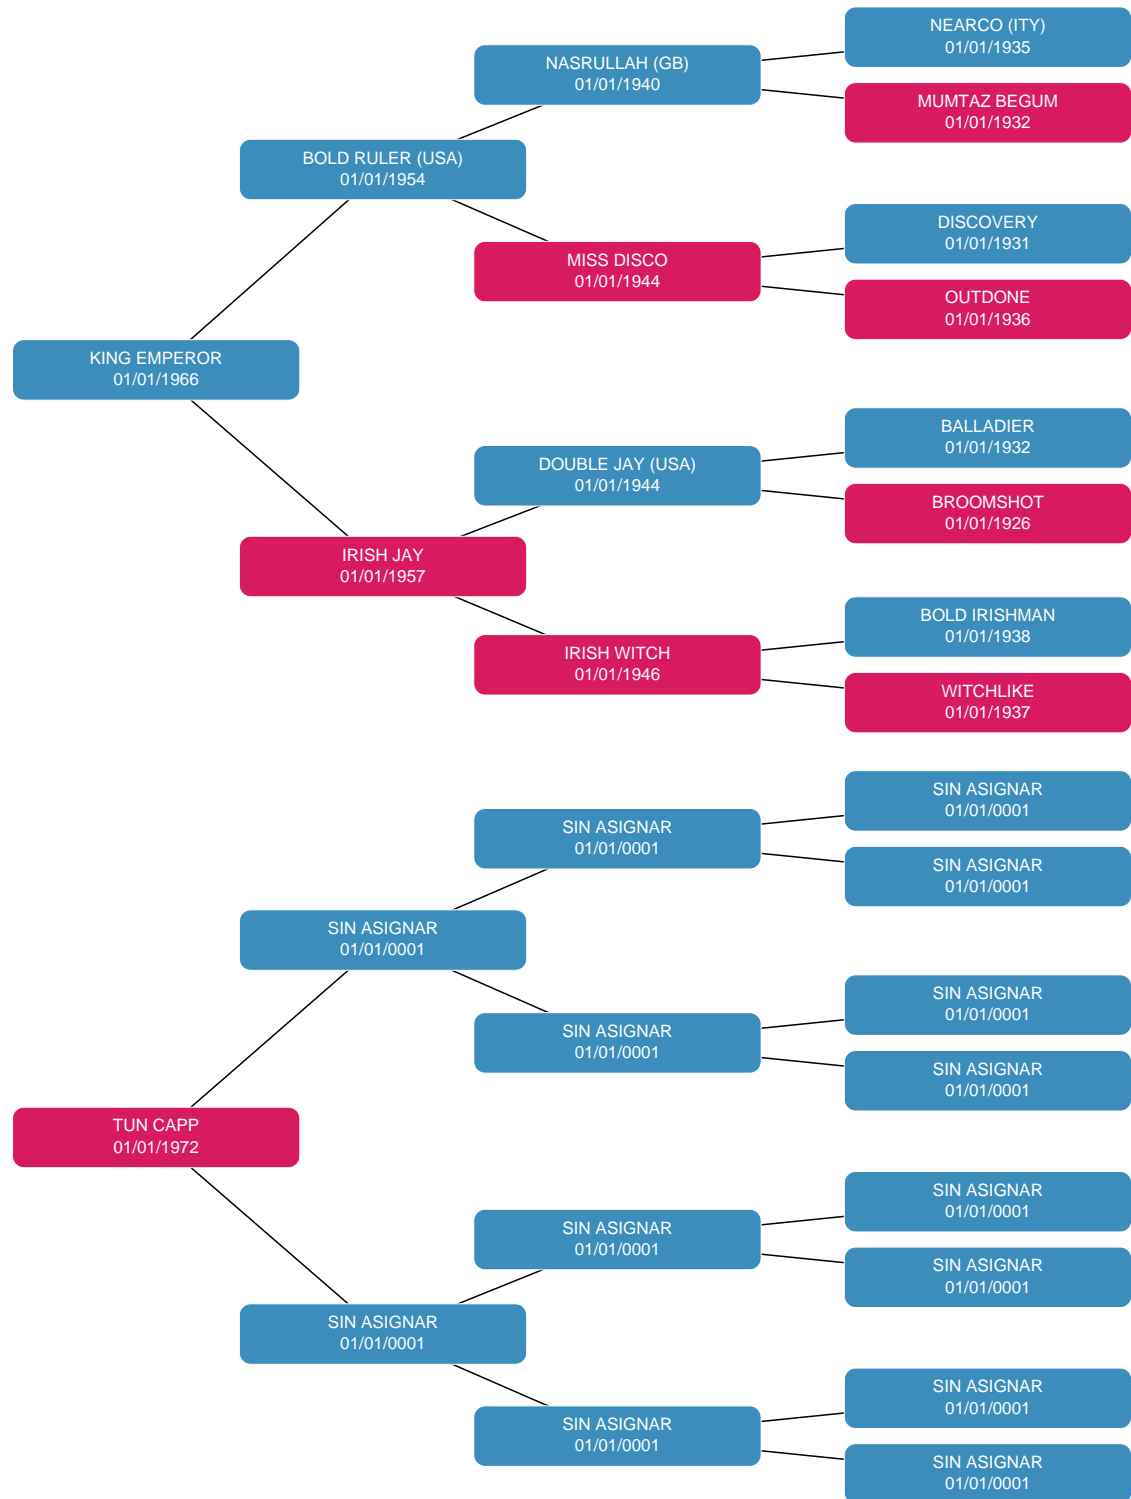 NEARCO (ITY)
01/01/1935
NASRULLAH (GB)
01/01/1940
MUMTAZ BEGUM
01/01/1932
BOLD RULER (USA)
01/01/1954
DISCOVERY
01/01/1931
MISS DISCO
01/01/1944
OUTDONE
01/01/1936
KING EMPEROR
01/01/1966
BALLADIER
01/01/1932
DOUBLE JAY (USA)
01/01/1944
BROOMSHOT
01/01/1926
IRISH JAY
01/01/1957
BOLD IRISHMAN
01/01/1938
IRISH WITCH
01/01/1946
WITCHLIKE
01/01/1937
SIN ASIGNAR
01/01/0001
SIN ASIGNAR
01/01/0001
SIN ASIGNAR
01/01/0001
SIN ASIGNAR
01/01/0001
SIN ASIGNAR
01/01/0001
SIN ASIGNAR
01/01/0001
SIN ASIGNAR
01/01/0001
TUN CAPP
01/01/1972
SIN ASIGNAR
01/01/0001
SIN ASIGNAR
01/01/0001
SIN ASIGNAR
01/01/0001
SIN ASIGNAR
01/01/0001
SIN ASIGNAR
01/01/0001
SIN ASIGNAR
01/01/0001
SIN ASIGNAR
01/01/0001